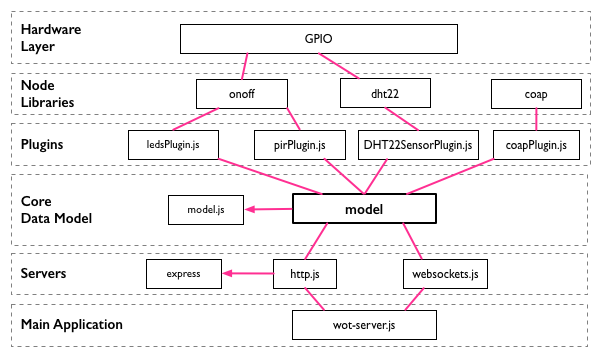 Hardware
Layer
GPIO
Node
Libraries
onoff
dht22
coap
Plugins
ledsPlugin.js
pirPlugin.js
DHT22SensorPlugin.js
coapPlugin.js
Core
Data Model
model.js
model
Servers
express
http.js
websockets.js
Main Application
wot-server.js